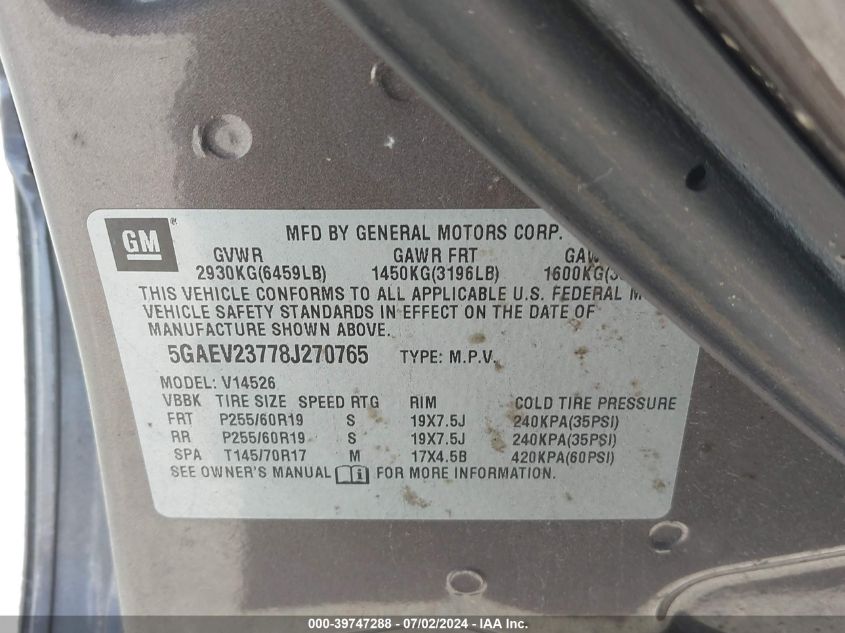 GM
MFD BY GENERAL MOTORS CORP.
GVWR GAWR FRT
2930KG(6459LB) 1450KG(3196LB)
THIS VEHICLE CONFORMS TO ALL APPLICABLE U.S. FEDERAL
VEHICLE SAFETY STANDARDS IN EFFECT ON THE DATE OF
MANUFACTURE SHOWN ABOVE.
5GAEV23778J270765 TYPE: M.P.V.
MODEL: V14526
VBBK TIRE SIZE SPEED RTG RIM COLD TIRE PRESSURE
FRT P255/60R19 S 19X7.5J 240KPA(35PSI)
RR P255/60R19 S 19X7.5J 240KPA(35PSI)
SPA T145/70R17 M 17X4.5B 420KPA(60PSI)
SEE OWNER'S MANUAL FOR MORE INFORMATION.
000-39747288 - 07/02/2024 - IAA Inc.